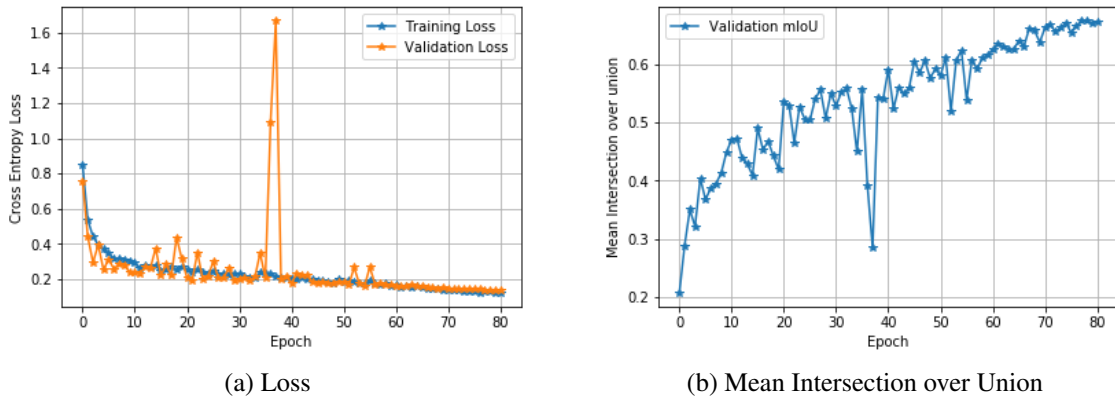 Training Loss
Validation Loss
1.6
1.4
1.2
1.0
0.8
0.6
0.4
0.2
Cross Entropy Loss
0 10 20 30 40 50 60 70 80
Epoch
(a) Loss
Validation mIoU
0.6
0.5
0.4
0.3
0.2
Mean Intersection over union
0 10 20 30 40 50 60 70 80
Epoch
(b) Mean Intersection over Union